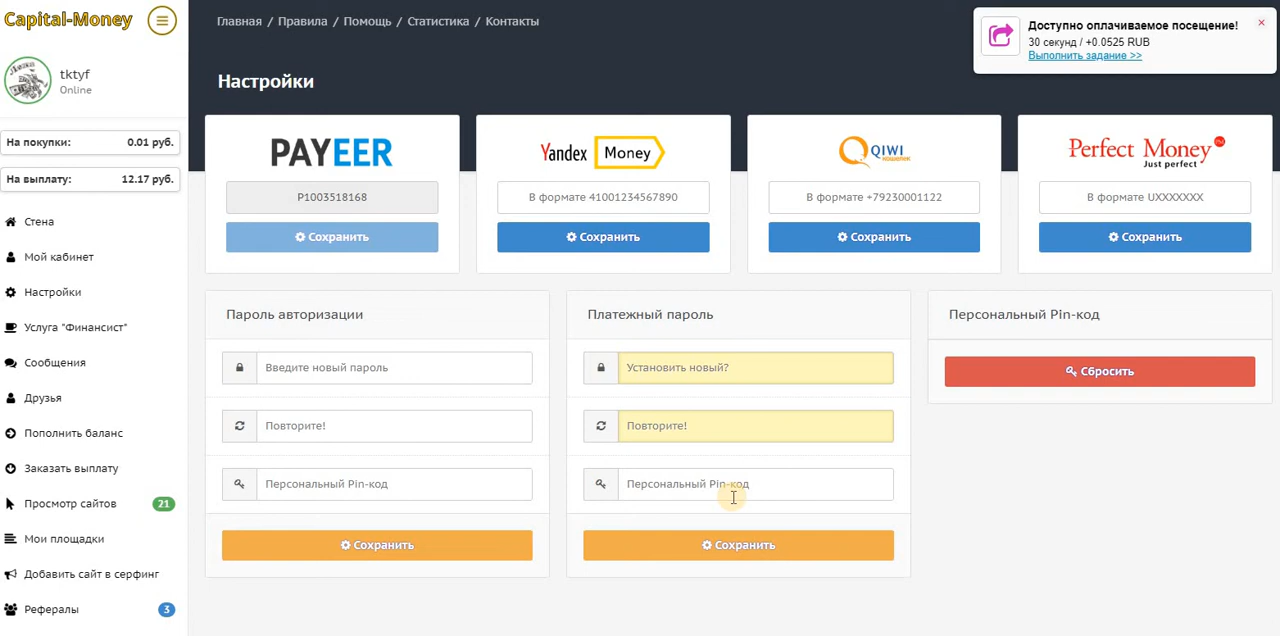 Capital-Money
tktyf
Online
На покупки: 0.01 руб.
На выплату: 12.17 руб.
Стена
Мой кабинет
Настройки
Услуга "Финансист"
Сообщения
Друзья
Пополнить баланс
Заказать выплату
Просмотр сайтов 21
Мои площадки
Добавить сайт в серфинг
Рефералы 3
Главная / Правила / Помощь / Статистика / Контакты
Доступно оплачиваемое посещение!
30 секунд / +0.0525 RUB
Выполнить задание >>
Настройки
PAYEER
P1003518168
Сохранить
Yandex Money
В формате 41001234567890
Сохранить
QIWI
кошелек
В формате +79230001122
Сохранить
Perfect Money
Just perfect
В формате UXXXXXXX
Сохранить
Пароль авторизации
Введите новый пароль
Повторите!
Персональный Pin-код
Сохранить
Платежный пароль
Установить новый?
Повторите!
Персональный Pin-код
Сохранить
Персональный Pin-код
Сбросить